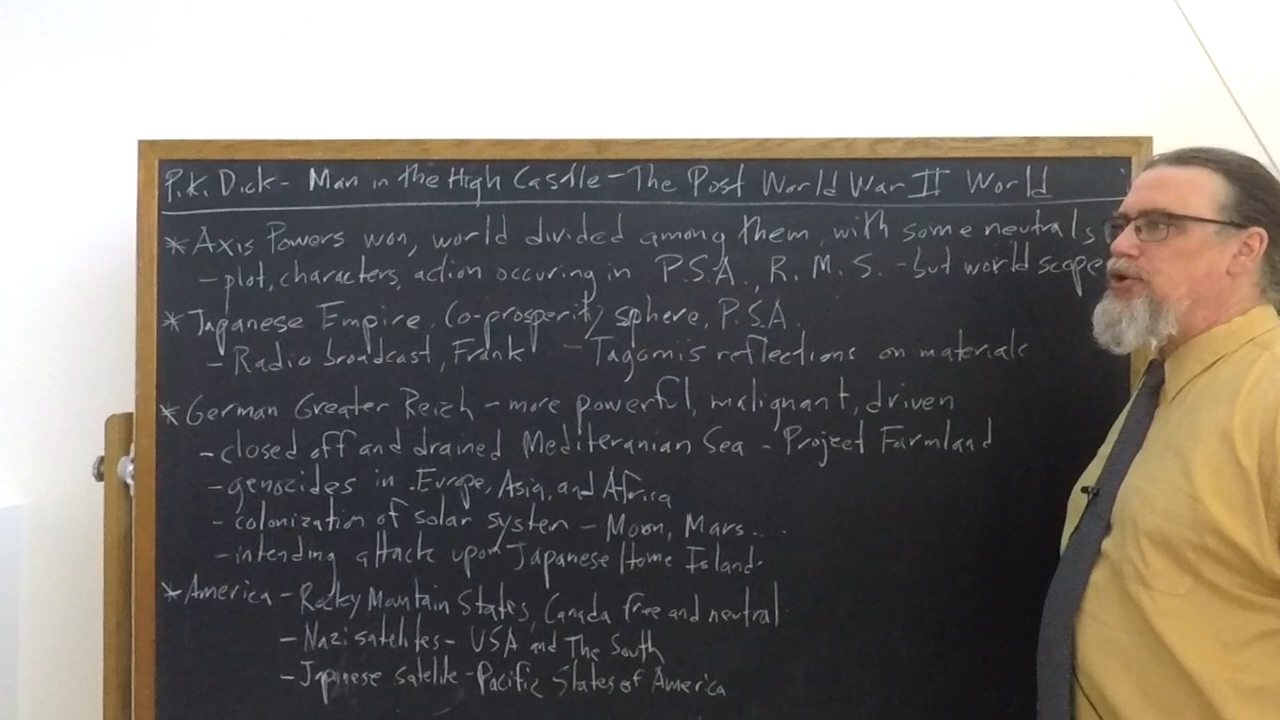 P.K. Dick - Man in the High Castle - The Post World War II World
* Axis Powers won, world divided among them, with some neutrals
- plot, characters, action occuring in P.S.A., R.M.S. - but world scope
* Japanese Empire, Co-prosperity sphere, P.S.A.
- Radio broadcast, Frank - Tagomi's reflections on materials
* German Greater Reich - more powerful, malignant, driven
- closed off and drained Mediteranian Sea - Project Farmland
- genocides in Europe, Asia, and Africa
- colonization of solar system - Moon, Mars....
- intending attack upon Japanese Home Island.
* America - Rocky Mountain States, Canada free and neutral
- Nazi satelites - USA and The South
- Japanese satelite - Pacific States of America